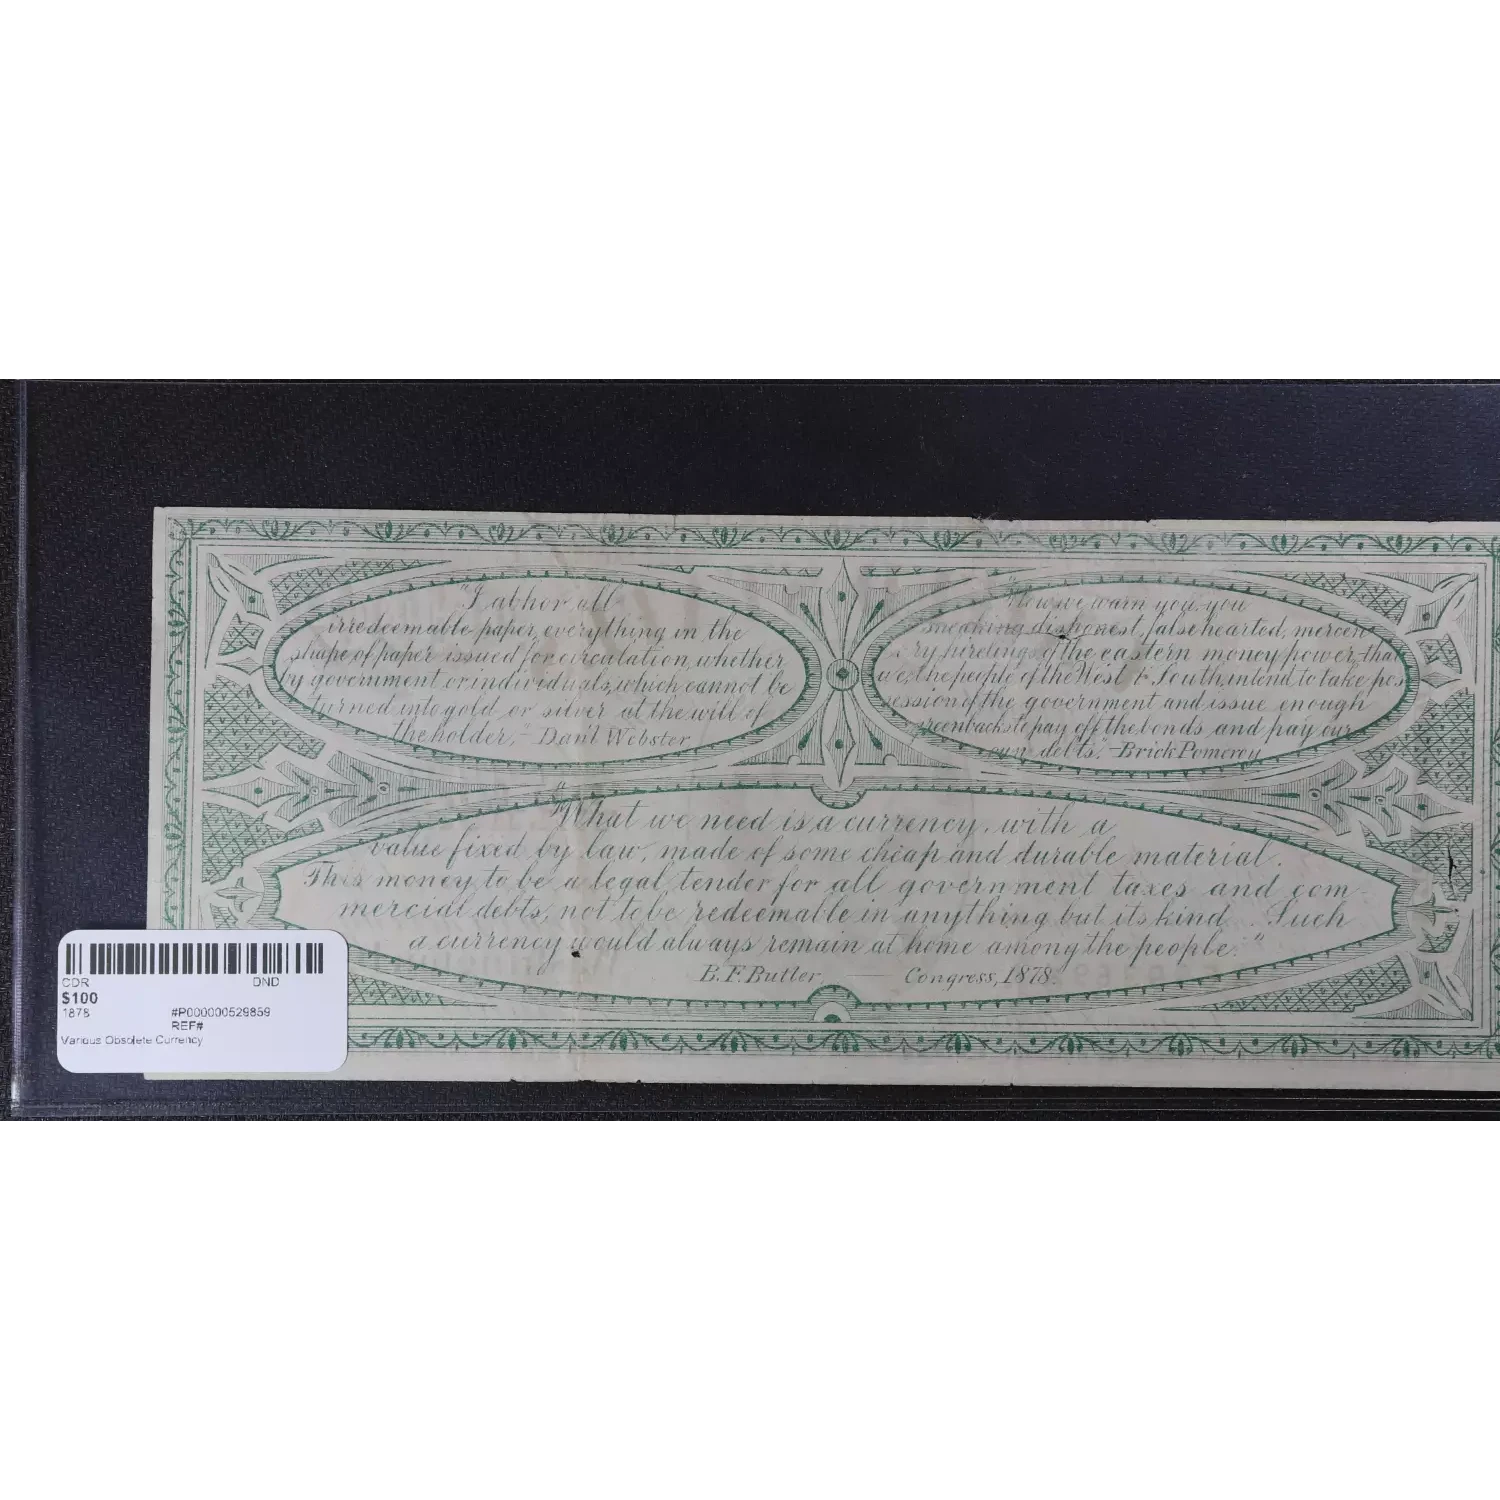 "I abhor all
irredeemable paper, everything in the
shape of paper issued for circulation, whether
by government or individuals, which cannot be
turned into gold or silver at the will of
the holder." – Dan'l Webster
"Now we warn you, you
sneaking dishonest, false hearted, mercen-
ary hirelings of the eastern money power, that
we, the people of the West & South, intend to take pos
session of the government and issue enough
greenbacks to pay off the bonds and pay our
own debts." – Brick Pomeroy
"What we need is a currency, with a
value fixed by law, made of some cheap and durable material.
This money, to be a legal tender for all government taxes and com-
mercial debts, not to be redeemable in anything but its kind. Such
a currency would always remain at home among the people."
B. F. Butler, — Congress, 1878.
CDR DND
$100
1878 #P000000529859
REF#
Various Obsolete Currency